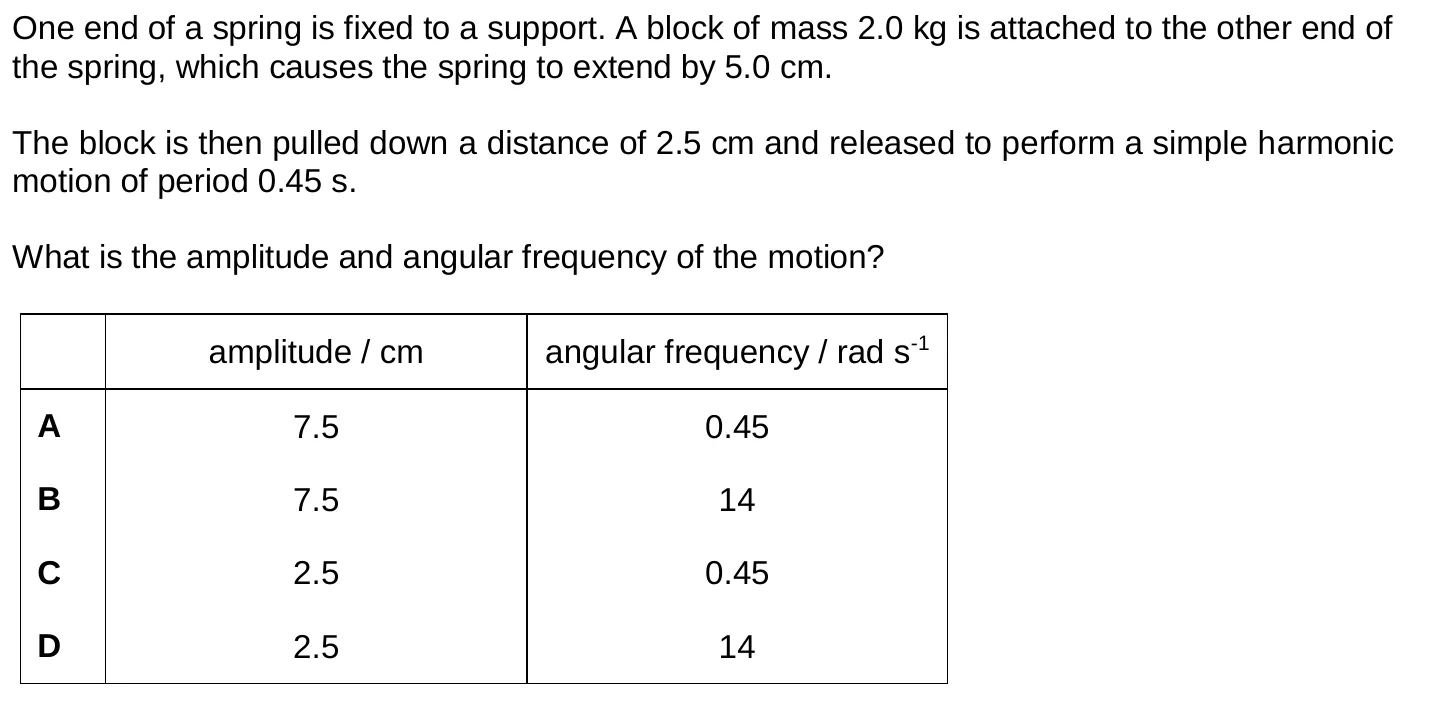 One end of a spring is fixed to a support. A block of mass 2.0 kg is attached to the other end of
the spring, which causes the spring to extend by 5.0 cm.
The block is then pulled down a distance of 2.5 cm and released to perform a simple harmonic
motion of period 0.45 s.
What is the amplitude and angular frequency of the motion?
amplitude / cm angular frequency / rad s⁻¹
A 7.5 0.45
B 7.5 14
C 2.5 0.45
D 2.5 14